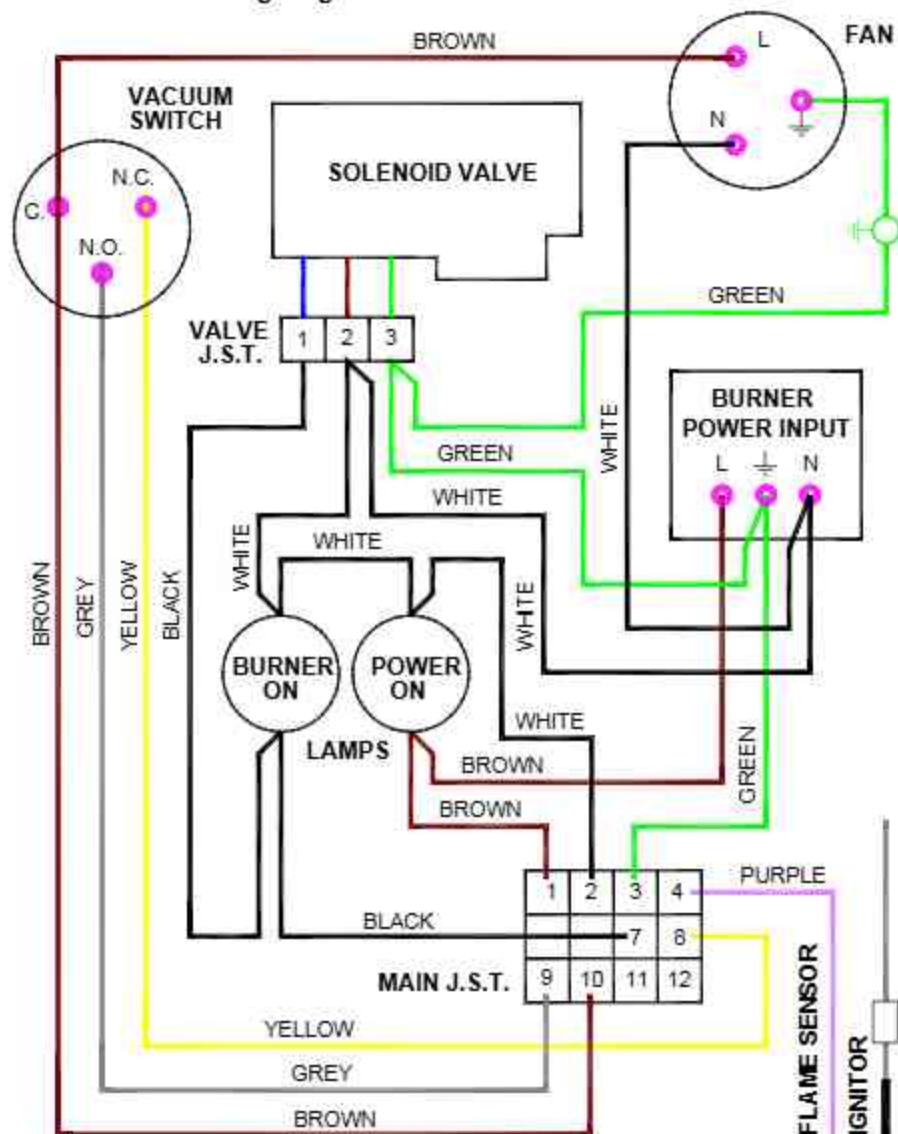 BROWN
L
FAN
VACUUM
SWITCH
N
SOLENOID VALVE
N.C.
C.
N.O.
GREEN
VALVE
J.S.T.
1 2 3
BURNER
POWER INPUT
L N
WHITE
GREEN
WHITE
WHITE
WHITE
BROWN
GREY
YELLOW
BLACK
WHITE
BURNER
ON
POWER
ON
LAMPS
WHITE
BROWN
GREEN
BROWN
1 2 3 4
PURPLE
BLACK
7 8
MAIN J.S.T.
9 10 11 12
YELLOW
GREY
BROWN
FLAME SENSOR
IGNITOR